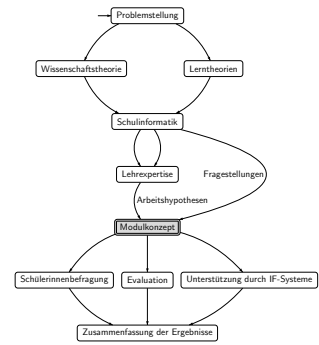 Problemstellung
Wissenschaftstheorie
Lerntheorien
Schulinformatik
Lehrexpertise
Fragestellungen
Arbeitshypothesen
Modulkonzept
Schülerinnenbefragung
Evaluation
Unterstützung durch IF-Systeme
Zusammenfassung der Ergebnisse